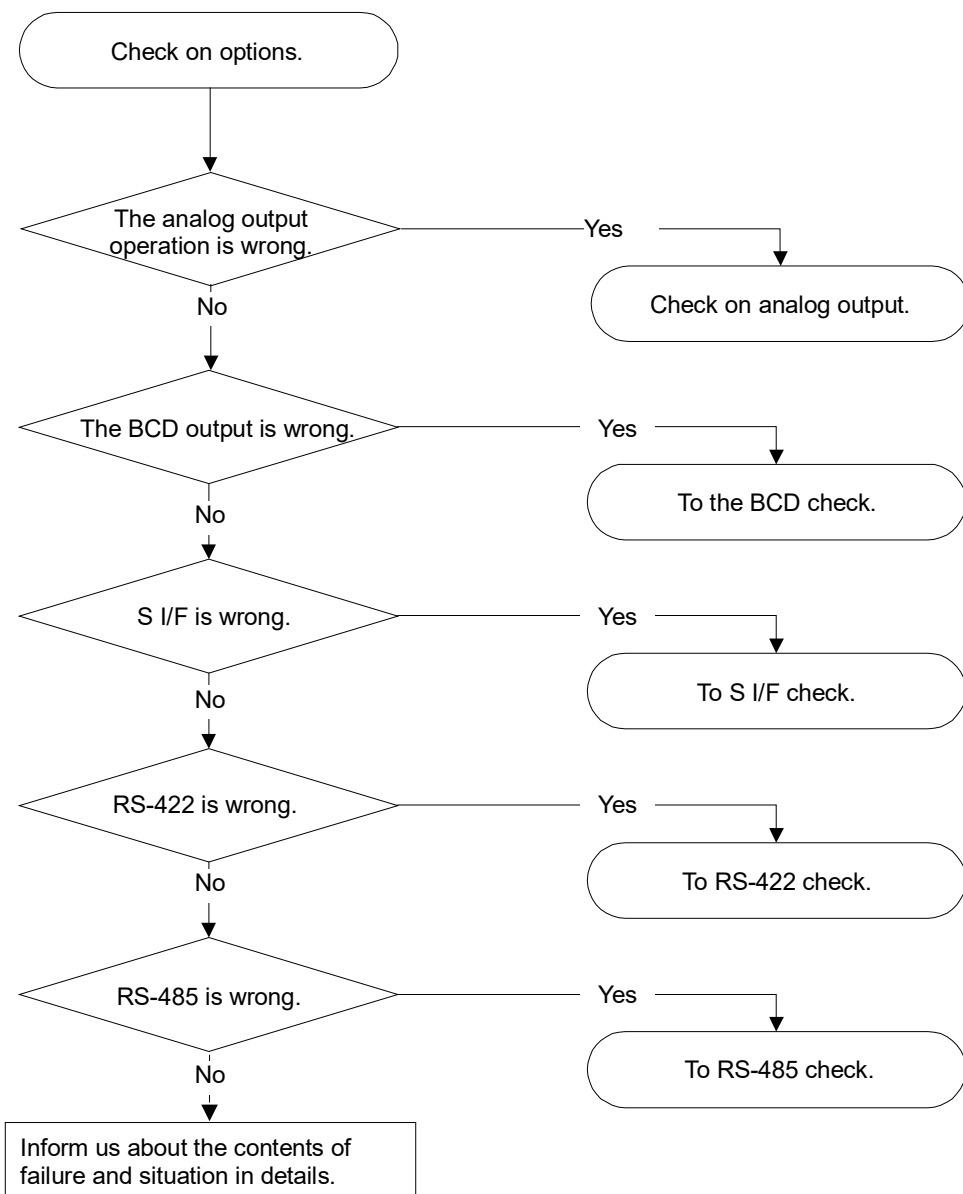 Check on options.
The analog output
operation is wrong.
Yes
Check on analog output.
No
The BCD output is wrong.
Yes
To the BCD check.
No
S I/F is wrong.
Yes
To S I/F check.
No
RS-422 is wrong.
Yes
To RS-422 check.
No
RS-485 is wrong.
Yes
To RS-485 check.
No
Inform us about the contents of
failure and situation in details.